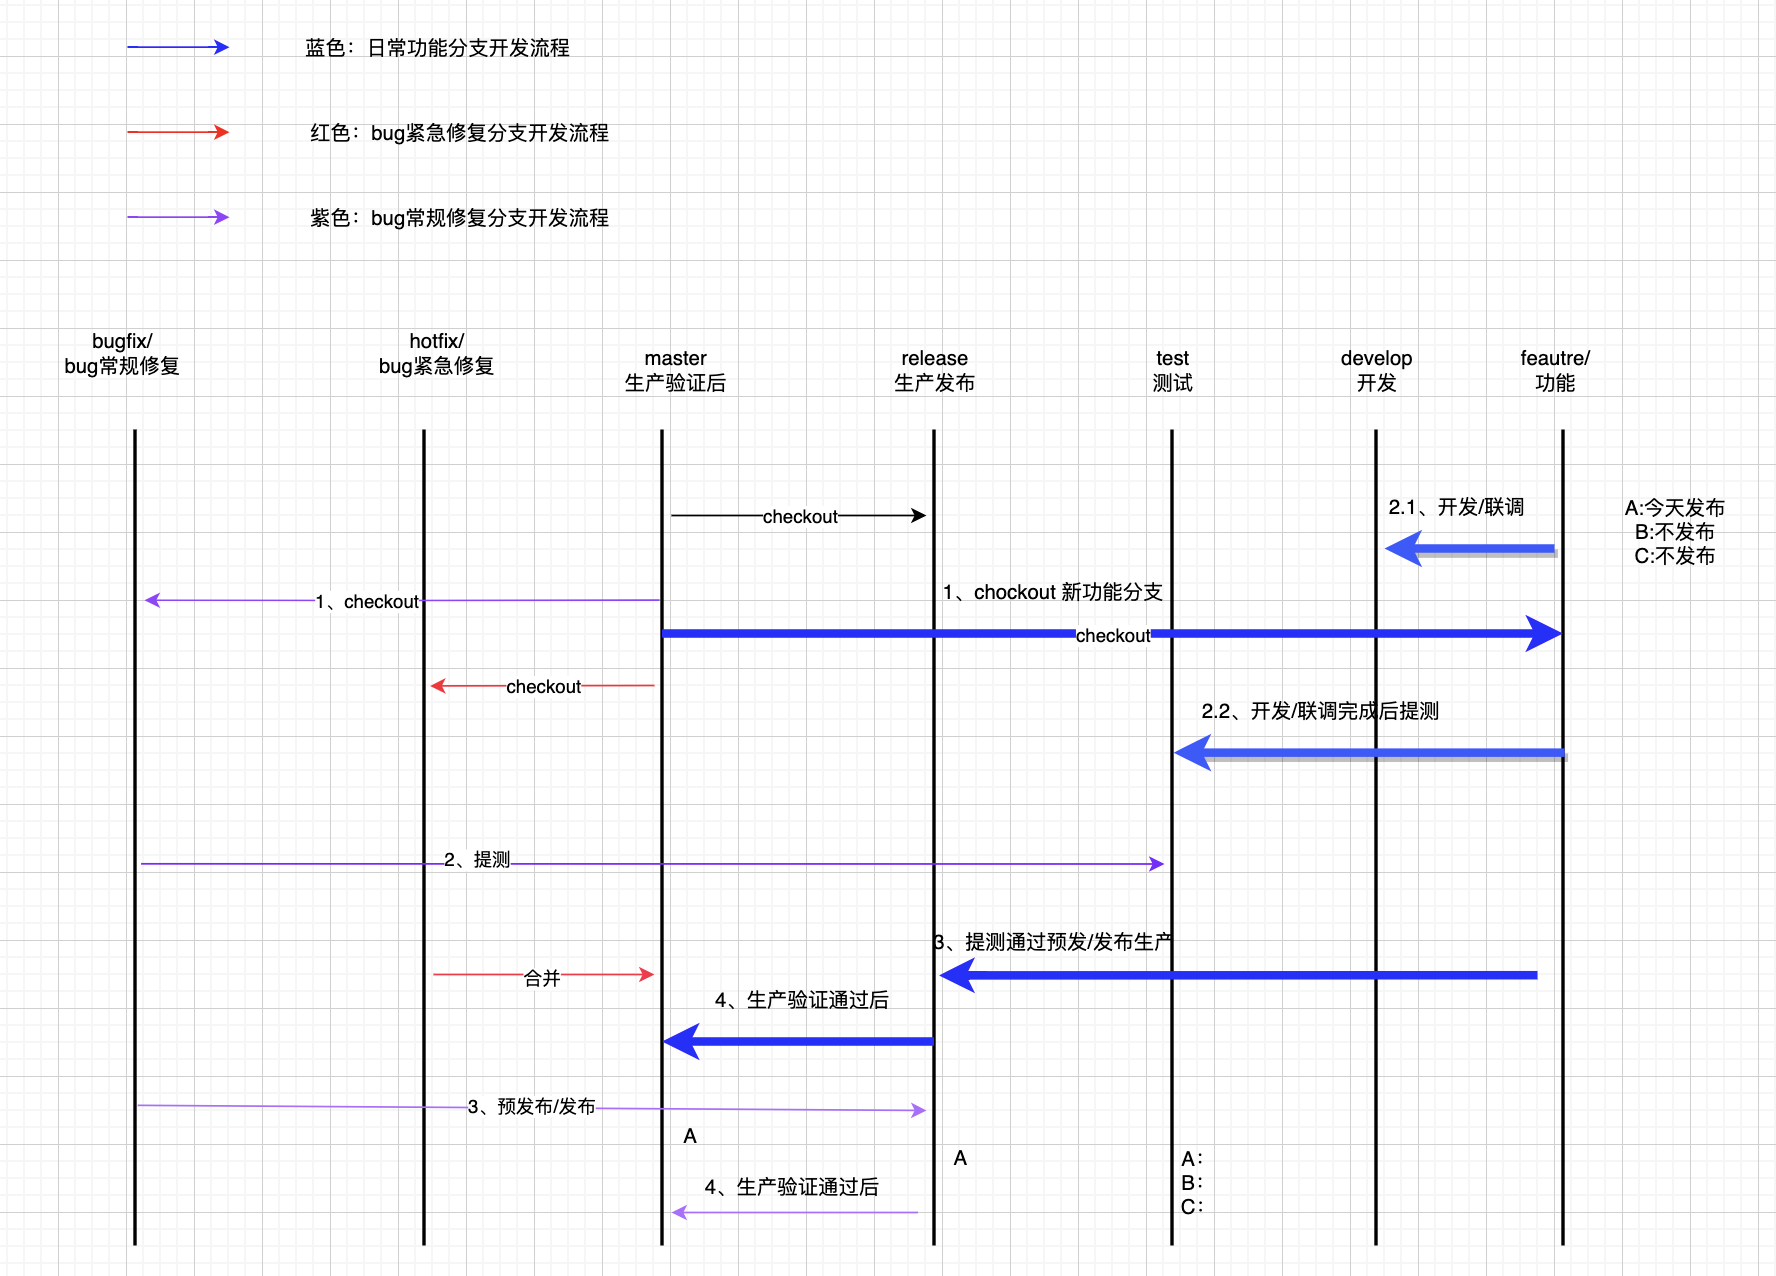 蓝色：日常功能分支开发流程
红色：bug紧急修复分支开发流程
紫色：bug常规修复分支开发流程
bugfix/
bug常规修复
hotfix/
bug紧急修复
master
生产验证后
release
生产发布
test
测试
develop
开发
feautre/
功能
checkout
2.1、开发/联调
A:今天发布
B:不发布
C:不发布
1、checkout
1、chockout 新功能分支
checkout
checkout
2.2、开发/联调完成后提测
2、提测
3、提测通过预发/发布生产
合并
4、生产验证通过后
3、预发布/发布
A
A
A：
B：
C：
4、生产验证通过后